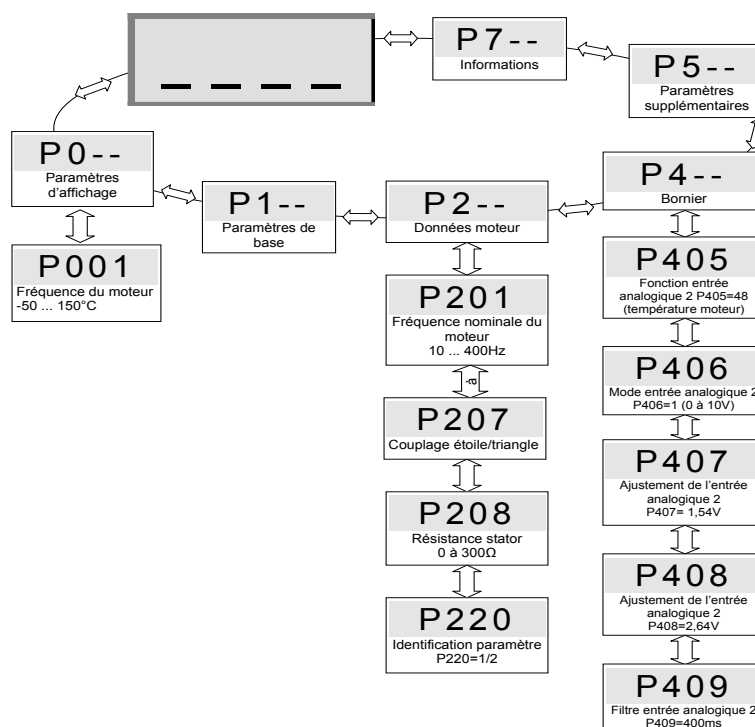 P7--
Informations
P5--
Paramètres
supplémentaires
P0--
Paramètres
d'affichage
P1--
Paramètres de
base
P2--
Données moteur
P4--
Bornier
P001
Fréquence du moteur
-50 ... 150°C
P201
Fréquence nominale du
moteur
10 ... 400Hz
à
P207
Couplage étoile/triangle
P208
Résistance stator
0 à 300Ω
P220
Identification paramètre
P220=1/2
P405
Fonction entrée
analogique 2 P405=48
(température moteur)
P406
Mode entrée analogique 2
P406=1 (0 à 10V)
P407
Ajustement de l'entrée
analogique 2
P407= 1,54V
P408
Ajustement de l'entrée
analogique 2
P408=2,64V
P409
Filtre entrée analogique 2
P409=400ms